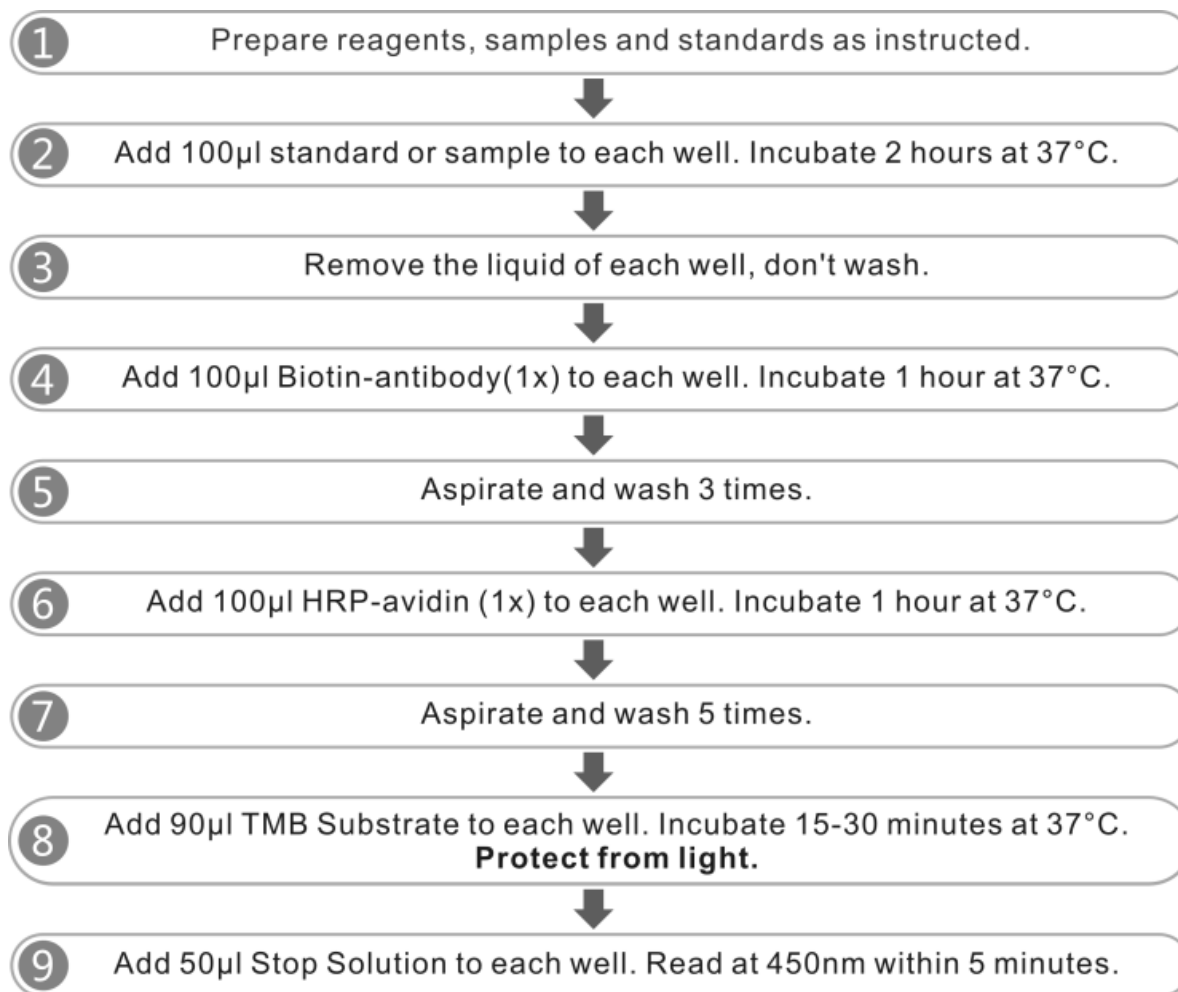 1 Prepare reagents, samples and standards as instructed.
2 Add 100µl standard or sample to each well. Incubate 2 hours at 37°C.
3 Remove the liquid of each well, don't wash.
4 Add 100µl Biotin-antibody(1x) to each well. Incubate 1 hour at 37°C.
5 Aspirate and wash 3 times.
6 Add 100µl HRP-avidin (1x) to each well. Incubate 1 hour at 37°C.
7 Aspirate and wash 5 times.
8 Add 90µl TMB Substrate to each well. Incubate 15-30 minutes at 37°C.
Protect from light.
9 Add 50µl Stop Solution to each well. Read at 450nm within 5 minutes.